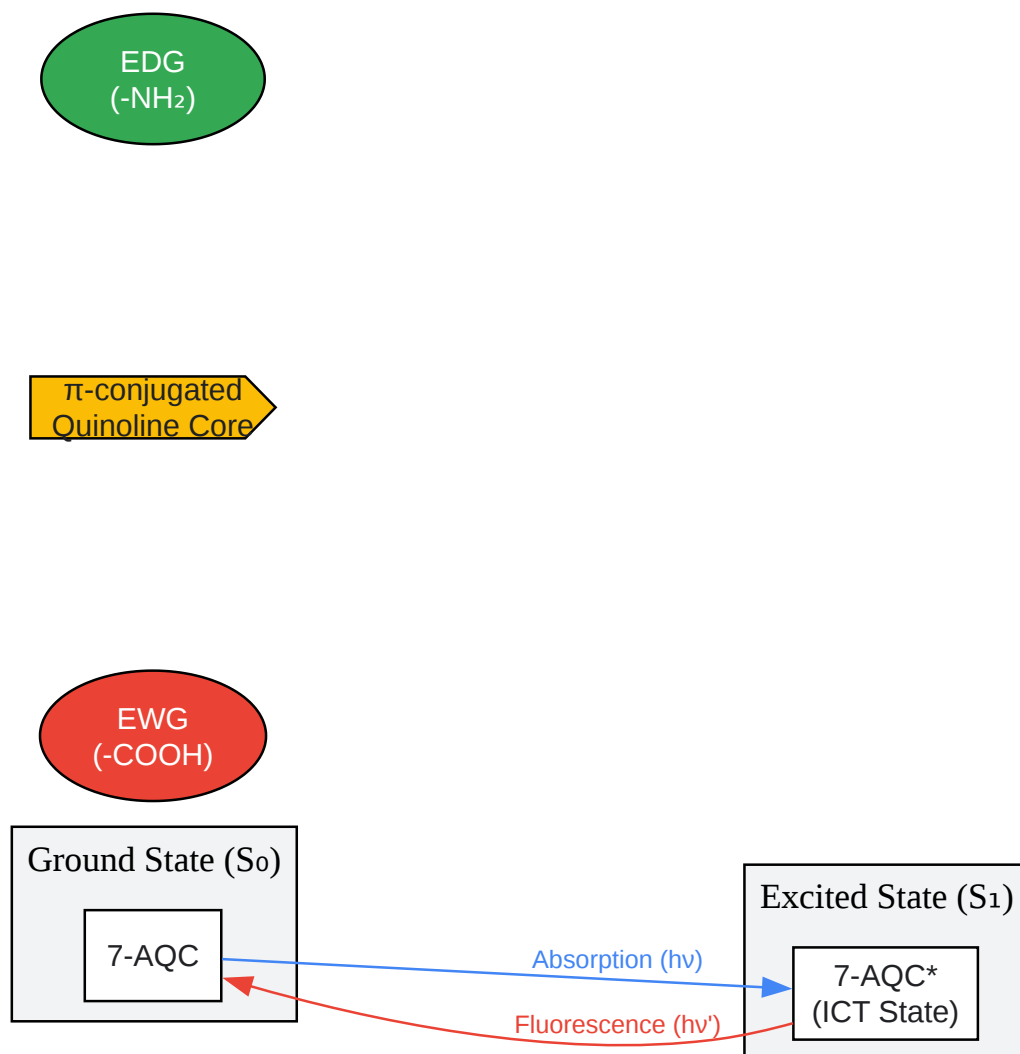 EDG
(-NH₂)
π-conjugated
Quinoline Core
EWG
(-COOH)
Ground State (S₀)
7-AQC
Excited State (S₁)
7-AQC*
(ICT State)
Absorption (hν)
Fluorescence (hν')